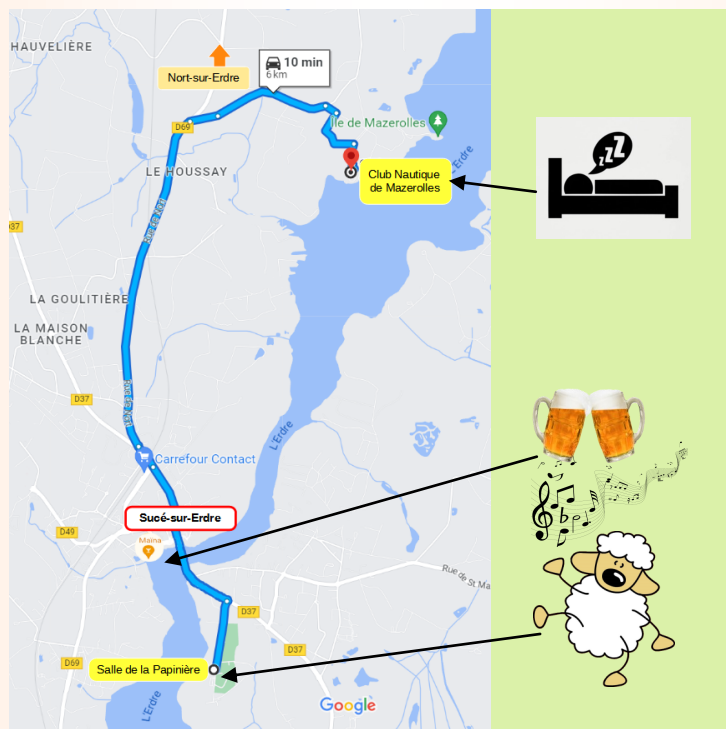 HAUVELIÈRE
Nort-sur-Erdre
10 min
6 km
zzZ
D69
Île de Mazerolles
LE HOUSSAY
Club Nautique
de Mazerolles
Erdre
D37
LA GOULITIÈRE
LA MAISON
BLANCHE
D37
L'Erdre
Carrefour Contact
Sucé-sur-Erdre
D49
Maïna
Rue de St Ma
D37
D37
D69
Salle de la Papinière
L'Erdre
Google